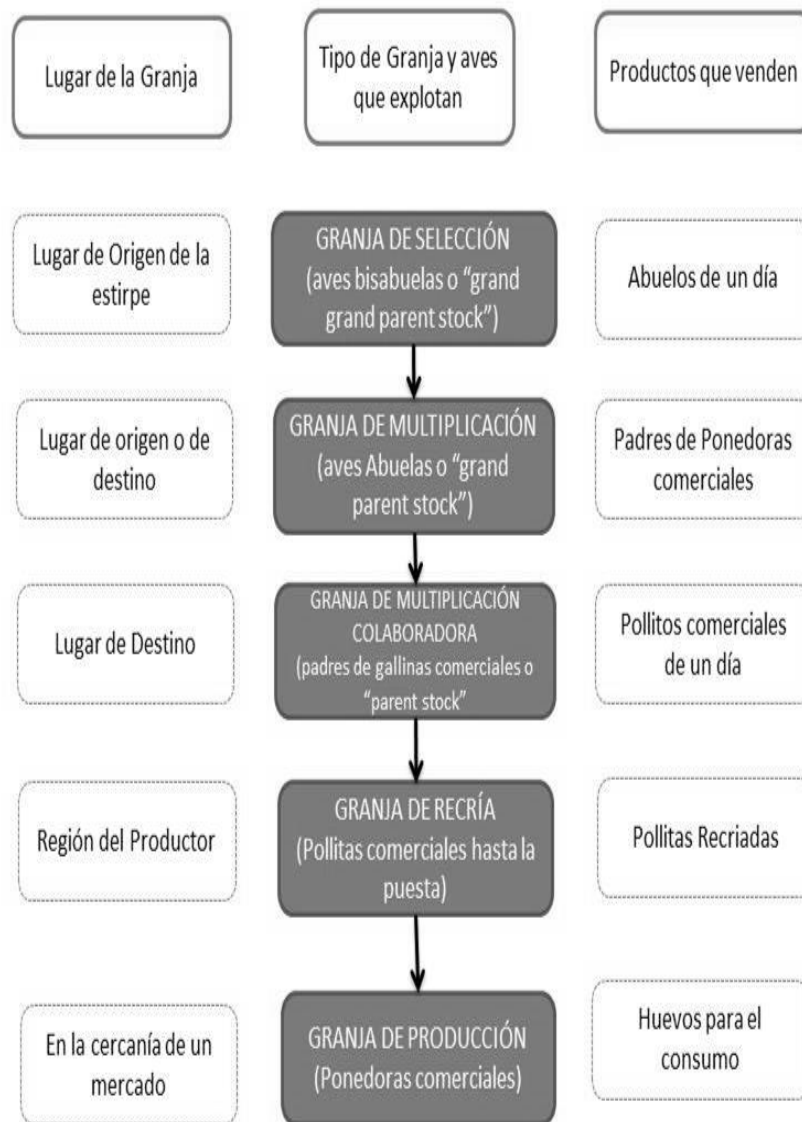 Lugar de la Granja
Tipo de Granja y aves
que explotan
Productos que venden
Lugar de Origen de la
estirpe
GRANJA DE SELECCIÓN
(aves bisabuelas o “grand
grand parent stock”)
Abuelos de un día
Lugar de origen o de
destino
GRANJA DE MULTIPLICACIÓN
(aves Abuelas o “grand
parent stock”)
Padres de Ponedoras
comerciales
Lugar de Destino
GRANJA DE MULTIPLICACIÓN
COLABORADORA
(padres de gallinas comerciales o
“parent stock”
Pollitos comerciales
de un día
Región del Productor
GRANJA DE RECRÍA
(Pollitas comerciales hasta la
puesta)
Pollitas Recriadas
En la cercanía de un
mercado
GRANJA DE PRODUCCIÓN
(Ponedoras comerciales)
Huevos para el
consumo